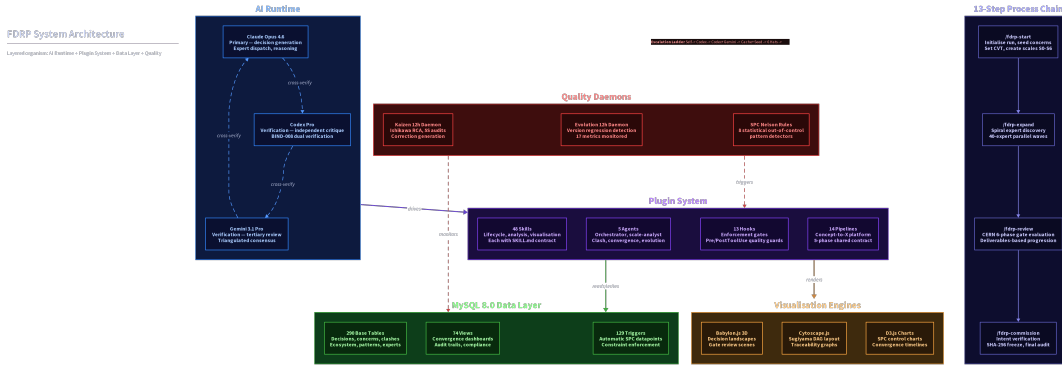 FDRP System Architecture
AI Runtime
Claude Opus 4.8
Primary — decision generation
Expert dispatch, reasoning
cross-verify
Codex Pro
Verification — independent critique
BIND-008 dual verification
cross-verify
cross-verify
Gemini 3.1 Pro
Verification — tertiary review
Triangulated consensus
Quality Daemons
Kaizen 12h Daemon
Ishikawa RCA, 5S audits
Correction generation
Evolution 12h Daemon
Version regression detection
17 metrics monitored
SPC Nelson Rules
8 statistical out-of-control
pattern detectors
triggers
drives
monitors
Plugin System
48 Skills
Lifecycle, analysis, visualisation
Each with SKILL.md contract
5 Agents
Orchestrator, scale-analyst
Clash, convergence, evolution
13 Hooks
Enforcement gates
Pre/PostToolUse quality guards
14 Pipelines
Concept-to-X platform
5-phase shared contract
reads/writes
renders
MySQL 8.0 Data Layer
290 Base Tables
Decisions, concerns, clashes
Ecosystem, patterns, experts
74 Views
Convergence dashboards
Audit trails, compliance
129 Triggers
Automatic SPC datapoints
Constraint enforcement
Visualisation Engines
Babylon.js 3D
Decision landscapes
Gate review scenes
Cytoscape.js
Sugiyama DAG layout
Traceability graphs
D3.js Charts
SPC control charts
Convergence timelines
13-Step Process Chain
/fdrp-start
Initialise run, seed concerns
Set CVT, create scales S0-S6
/fdrp-expand
Spiral expert discovery
40-expert parallel waves
/fdrp-review
CERN 6-phase gate evaluation
Deliverables-based progression
/fdrp-commission
Intent verification
SHA-256 freeze, final audit